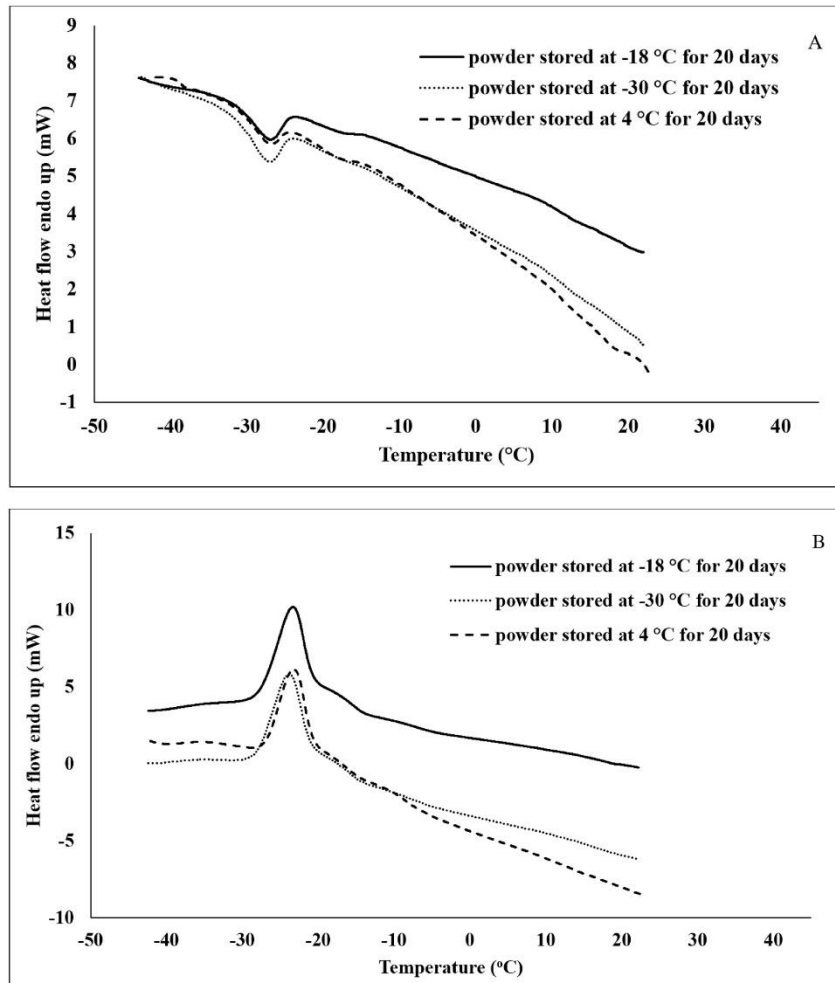 A
powder stored at -18 °C for 20 days
powder stored at -30 °C for 20 days
powder stored at 4 °C for 20 days
9
8
7
6
5
4
3
2
1
0
-1
Heat flow endo up (mW)
-50 -40 -30 -20 -10 0 10 20 30 40
Temperature (°C)
B
powder stored at -18 °C for 20 days
powder stored at -30 °C for 20 days
powder stored at 4 °C for 20 days
15
10
5
0
-5
-10
Heat flow endo up (mW)
-50 -40 -30 -20 -10 0 10 20 30 40
Temperature (°C)